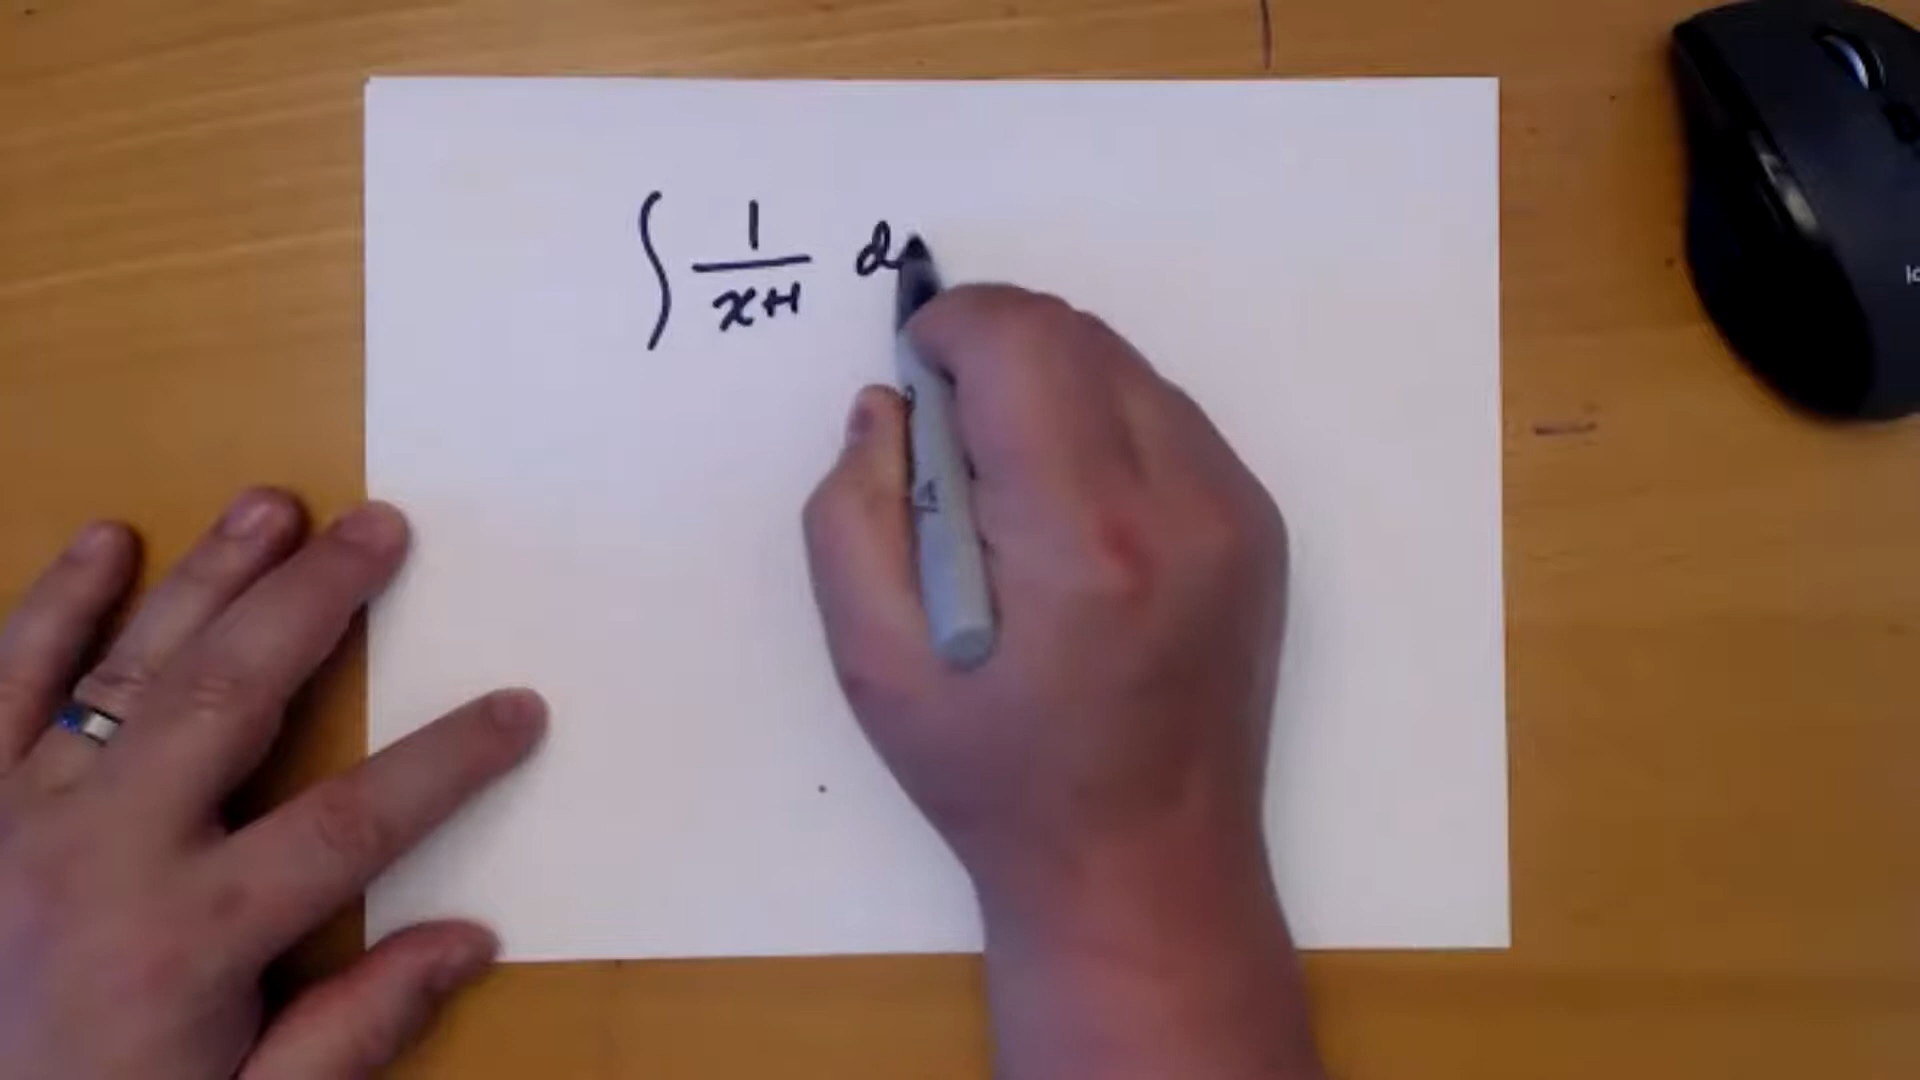 ∫ 1/(x+1) d